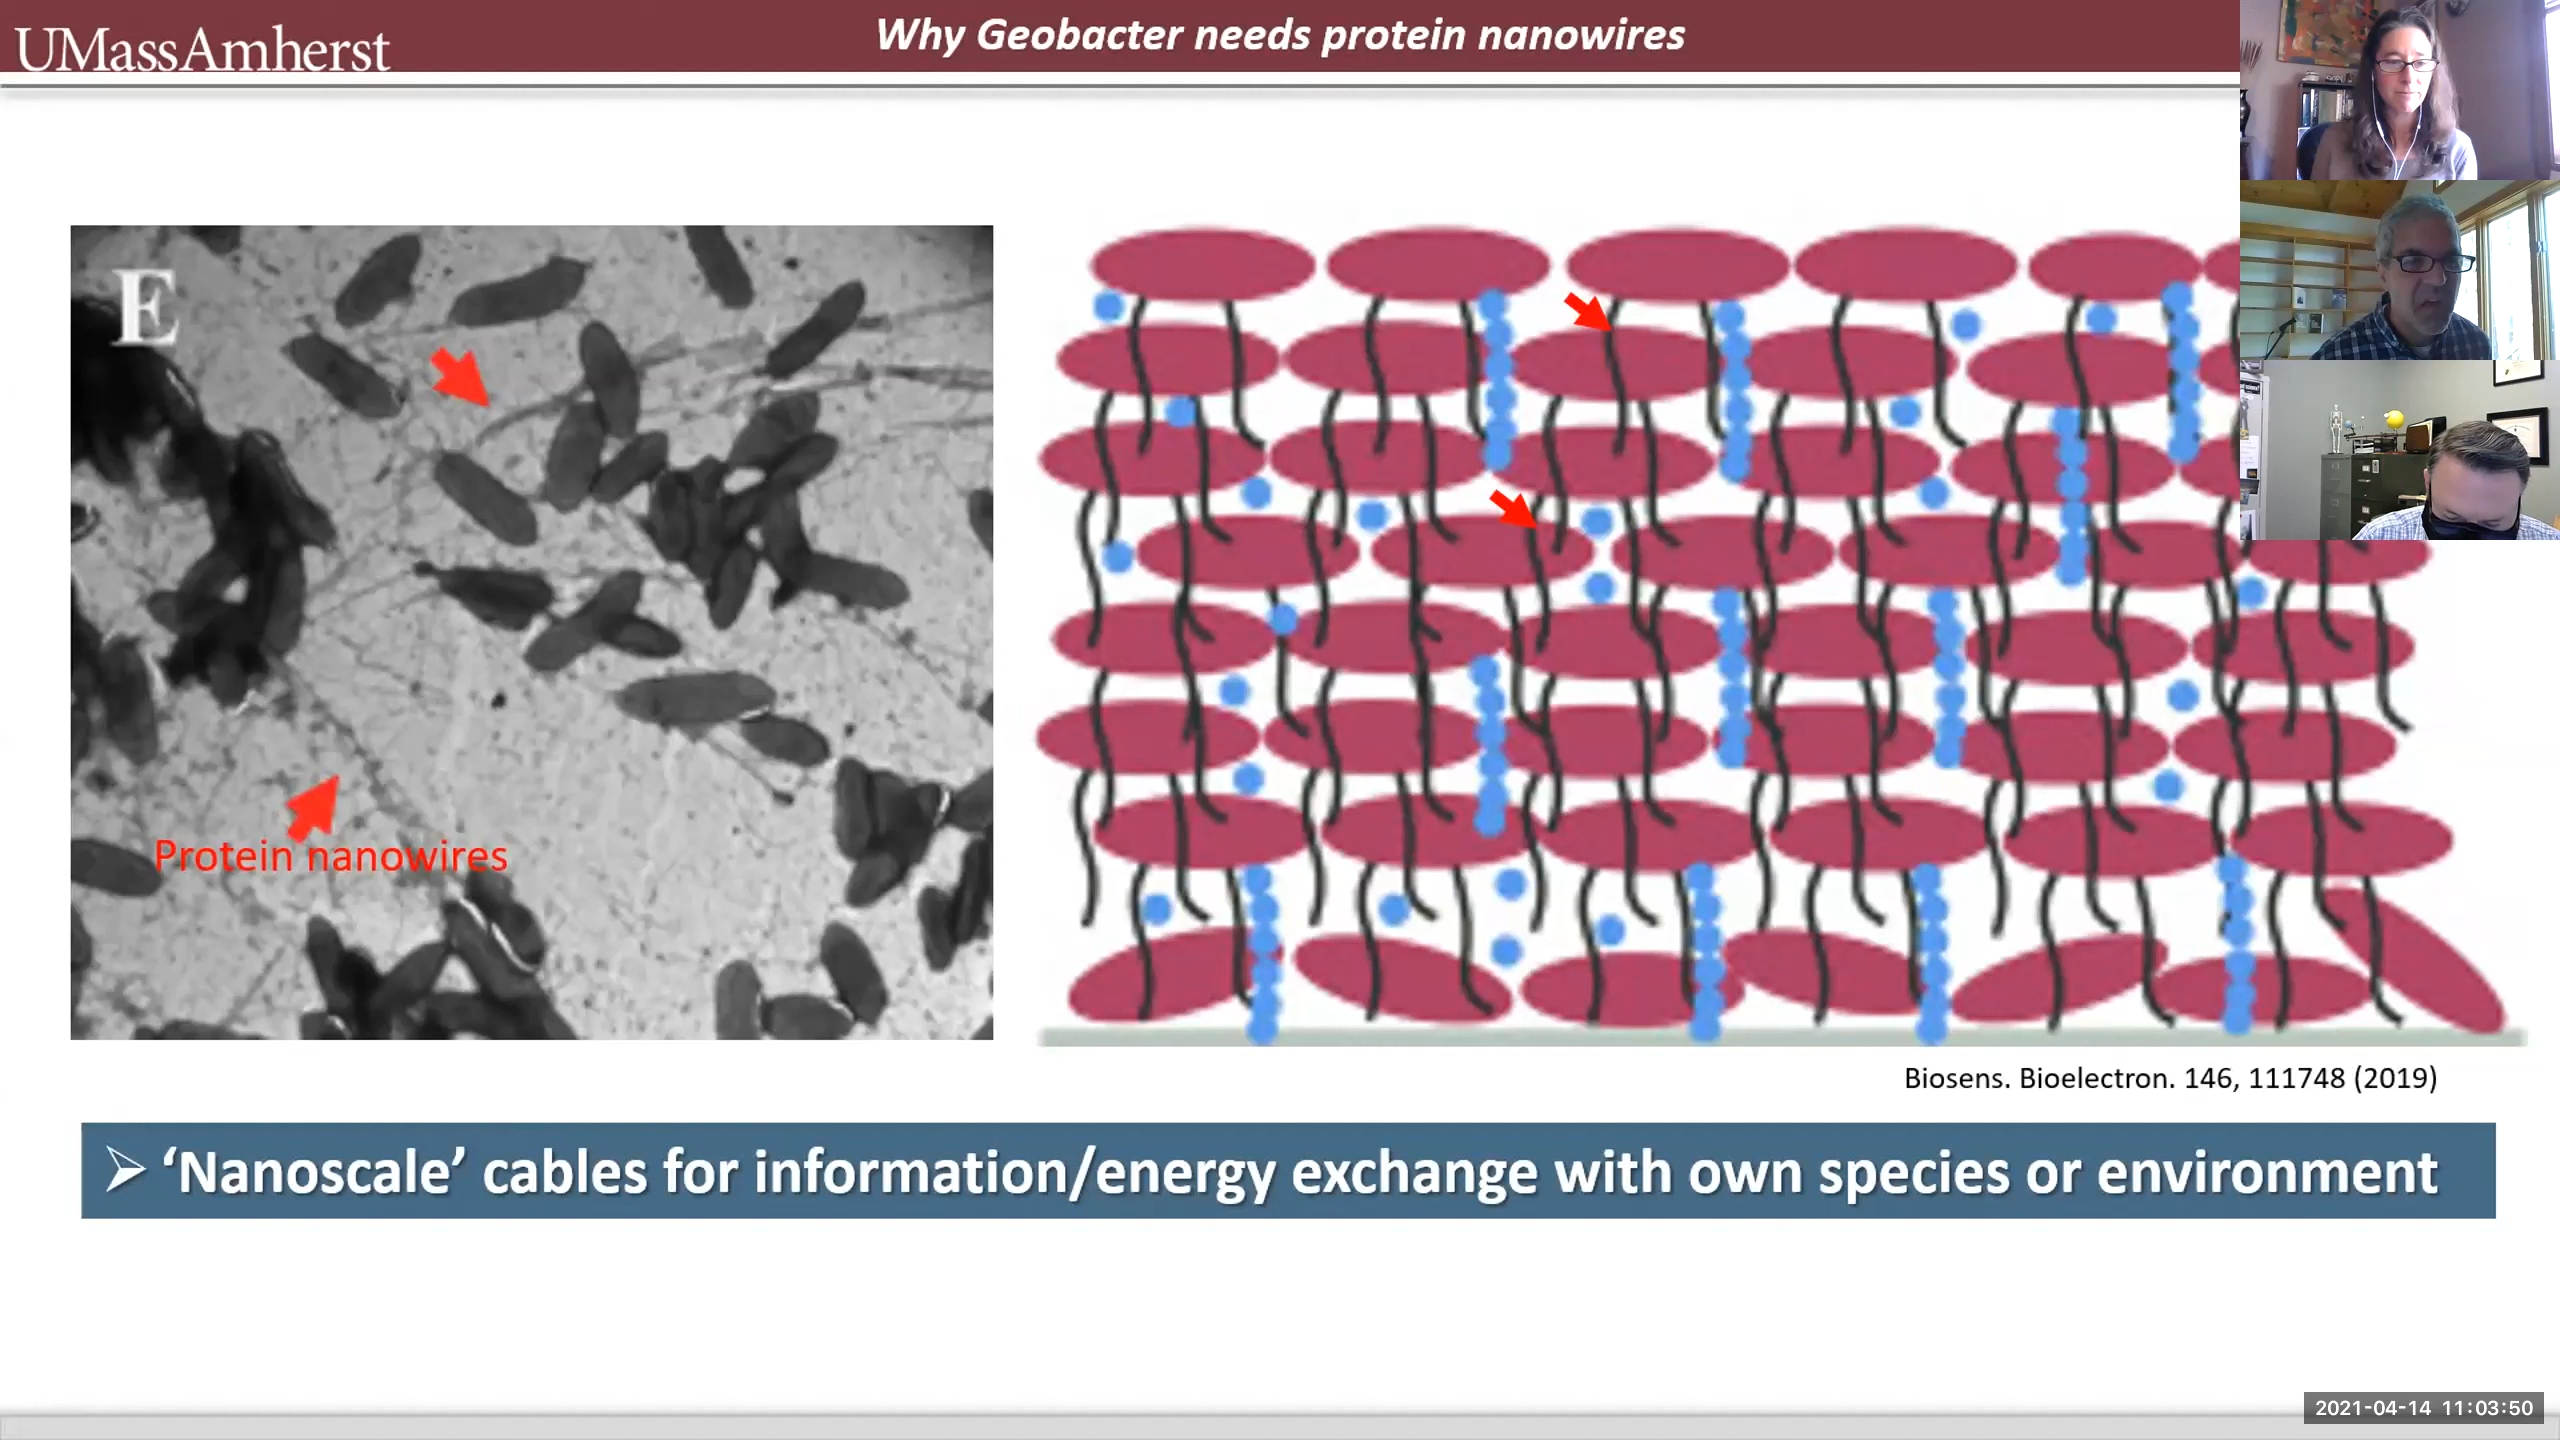 UMassAmherst
Why Geobacter needs protein nanowires
E
Protein nanowires
Biosens. Bioelectron. 146, 111748 (2019)
➢ ‘Nanoscale’ cables for information/energy exchange with own species or environment
2021-04-14 11:03:50